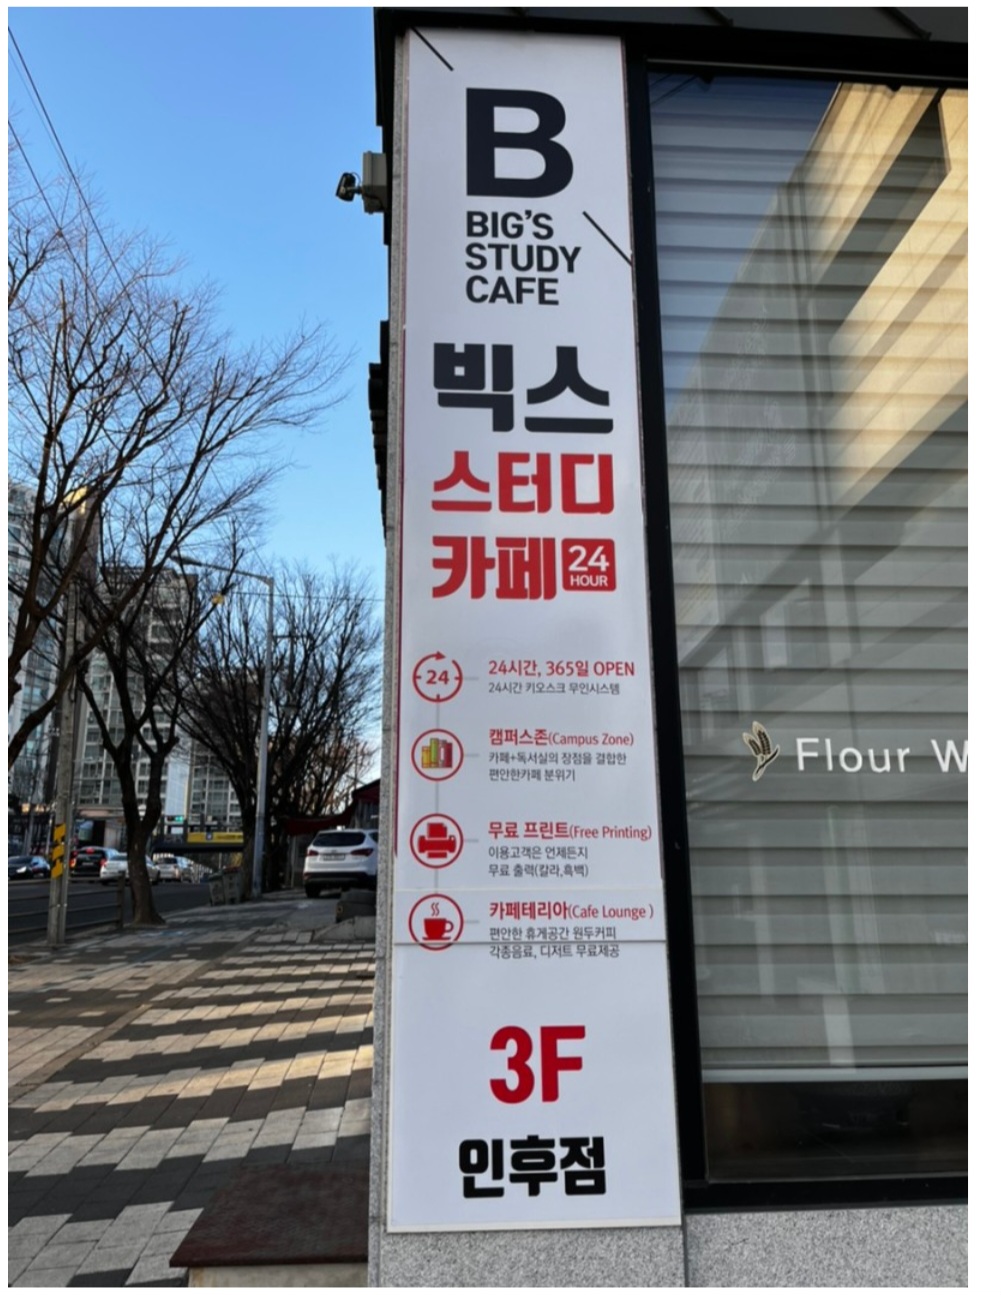 B
BIG'S
STUDY
CAFE
빅스
스터디
카페 24
HOUR
24
24시간, 365일 OPEN
24시간 키오스크 무인시스템
캠퍼스존(Campus Zone)
카페+독서실의 장점을 결합한
편안한카페 분위기
무료 프린트(Free Printing)
이용고객은 언제든지
무료 출력(칼라,흑백)
카페테리아(Cafe Lounge )
편안한 휴게공간 원두커피
각종음료, 디저트 무료제공
3F
인후점
Flour W